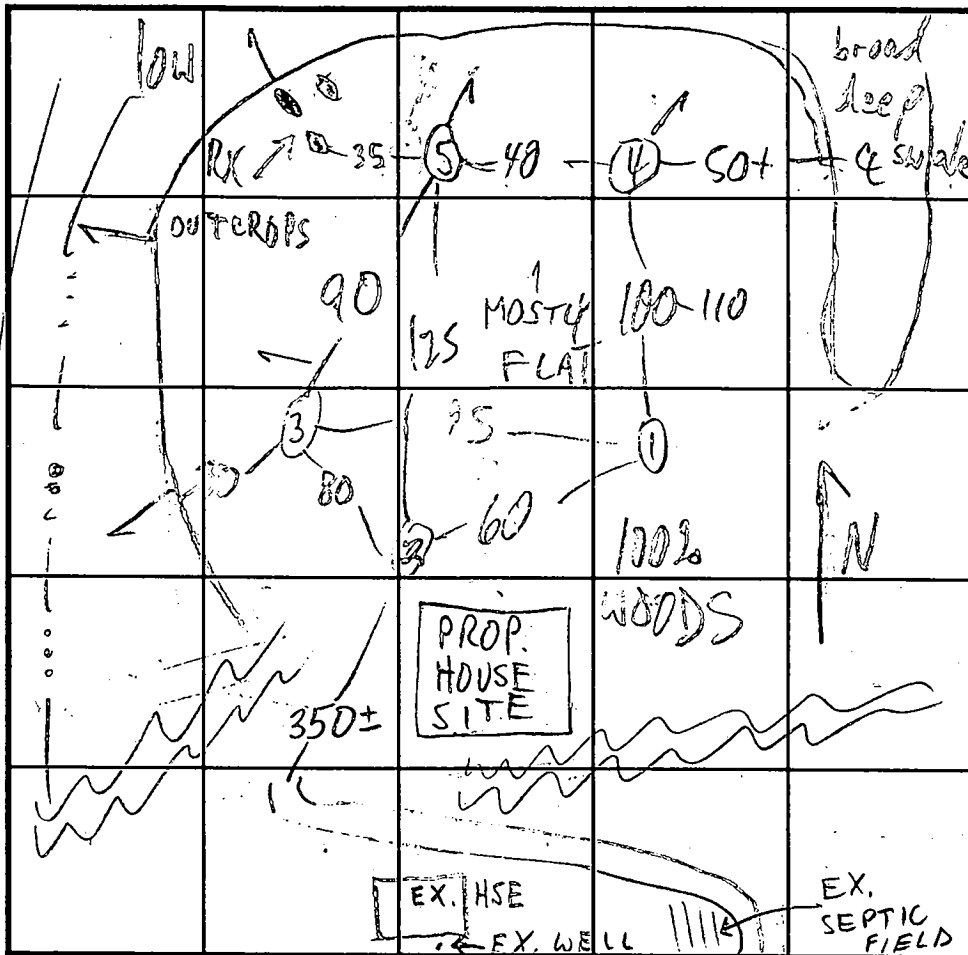 low
broad
deep
swale
RX
35
5
40
4
50+
¢
OUTCROPS
90
125
MOSTLY
FLAT
100-110
3
80
1
2
60
100%
WOODS
N
PROP.
HOUSE
SITE
350±
EX. HSE
EX. WELL
EX.
SEPTIC
FIELD